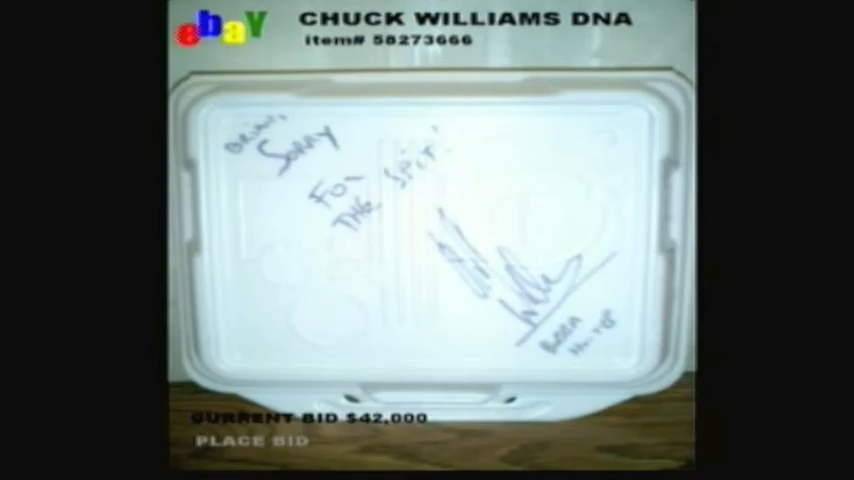 ebay
CHUCK WILLIAMS DNA
item# 58273666
BRIAN,
SORRY
FOR
THE SPIT!
CURRENT BID $42,000
PLACE BID